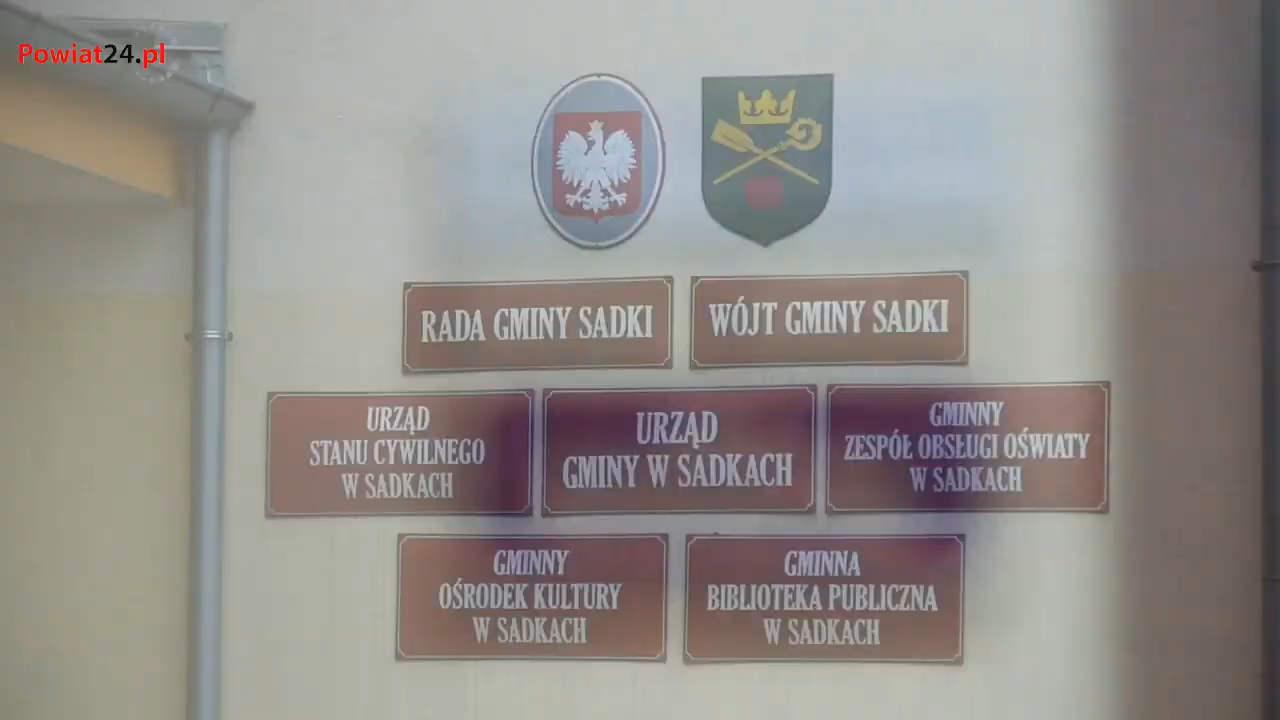 Powiat24.pl
RADA GMINY SADKI
WÓJT GMINY SADKI
URZĄD
STANU CYWILNEGO
W SADKACH
URZĄD
GMINY W SADKACH
GMINNY
ZESPÓŁ OBSŁUGI OŚWIATY
W SADKACH
GMINNY
OŚRODEK KULTURY
W SADKACH
GMINNA
BIBLIOTEKA PUBLICZNA
W SADKACH